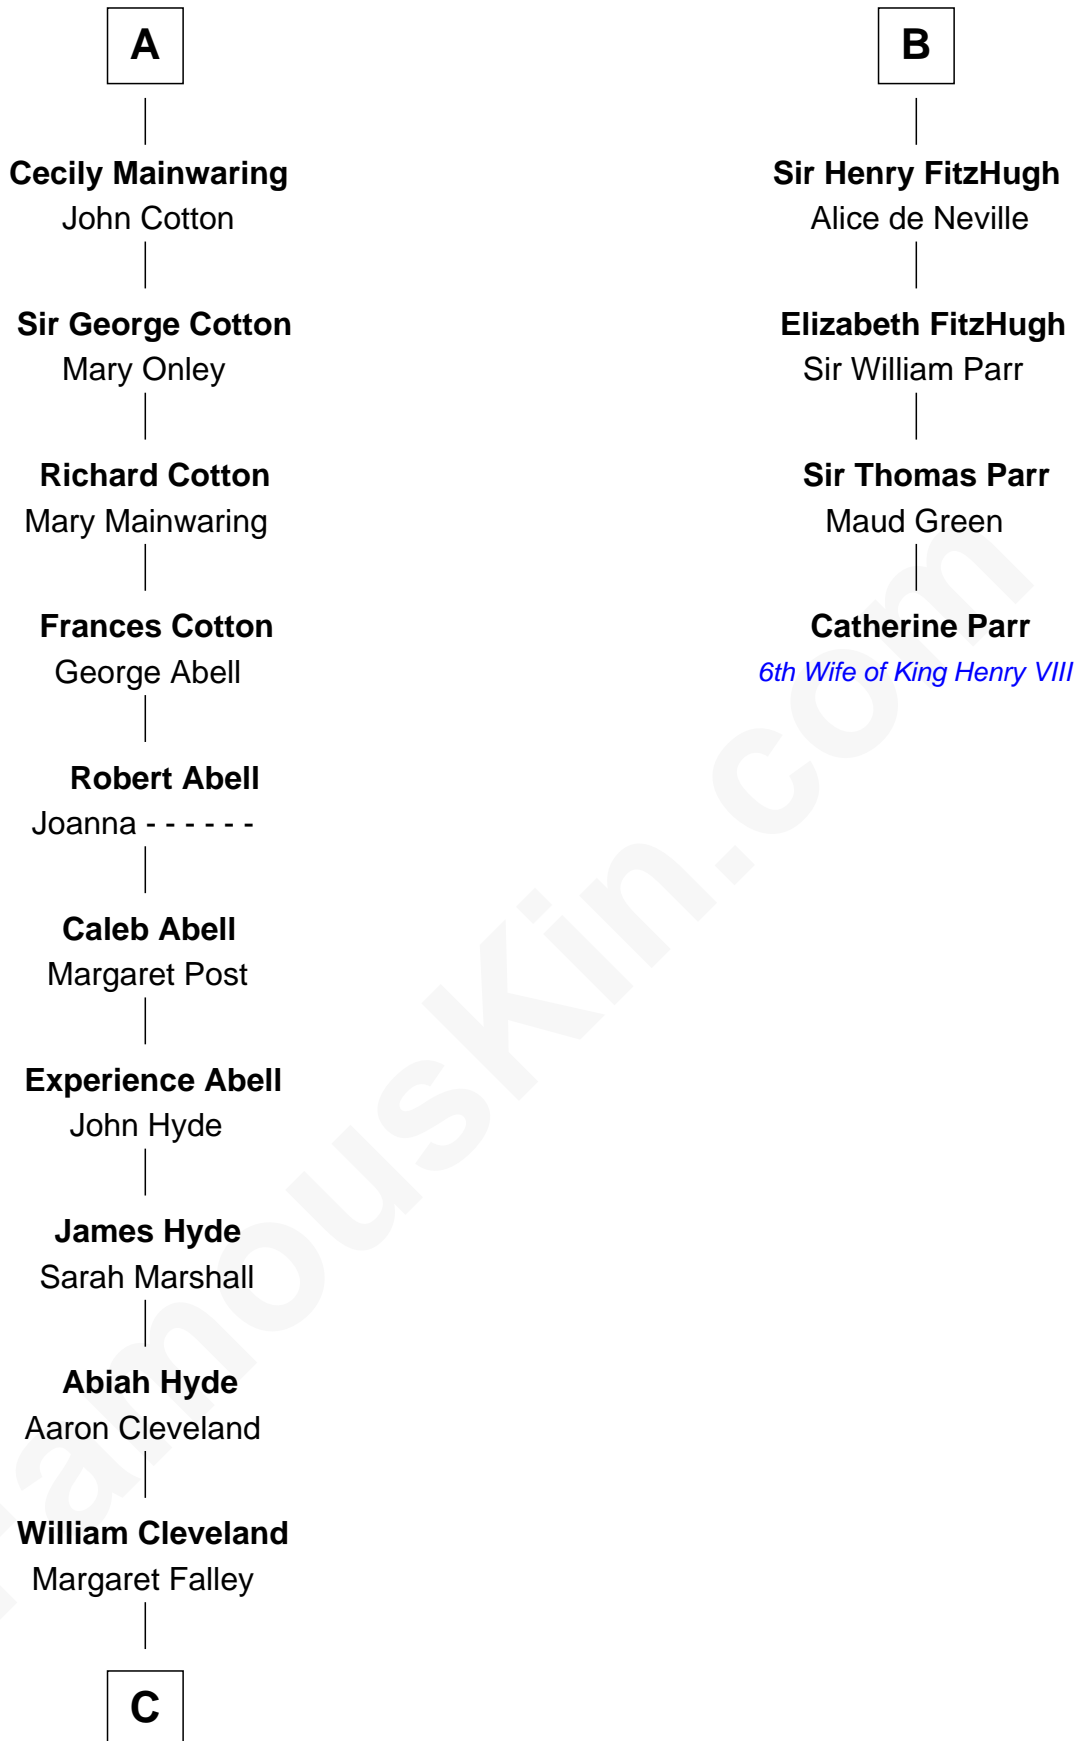 A
Cecily Mainwaring
John Cotton
Sir George Cotton
Mary Onley
Richard Cotton
Mary Mainwaring
Frances Cotton
George Abell
Robert Abell
Joanna - - - - - -
Caleb Abell
Margaret Post
Experience Abell
John Hyde
James Hyde
Sarah Marshall
Abiah Hyde
Aaron Cleveland
William Cleveland
Margaret Falley
C
B
Sir Henry FitzHugh
Alice de Neville
Elizabeth FitzHugh
Sir William Parr
Sir Thomas Parr
Maud Green
Catherine Parr
6th Wife of King Henry VIII
FamousKin.com